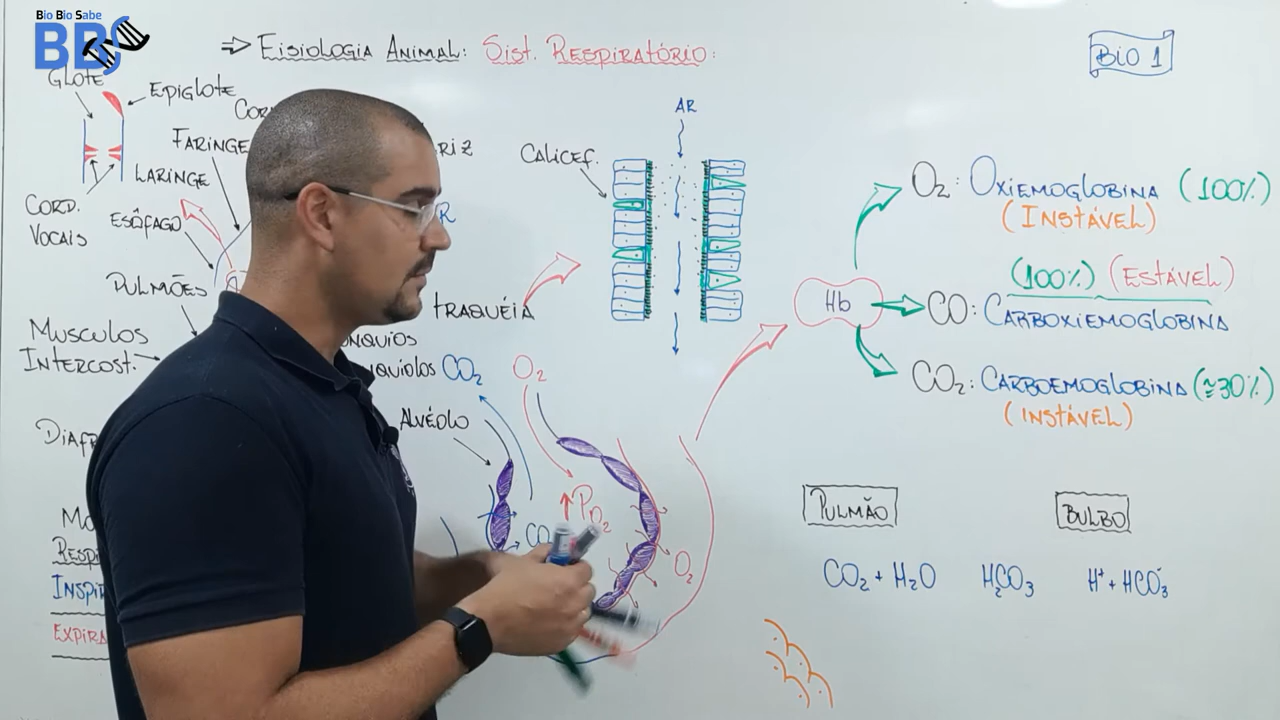 Bio Bio Sabe
BBS
⇒ Fisiologia Animal: Sist. Respiratório:
BIO 1
Glote
Epiglote
Faringe
Laringe
Cord.
Vocais
Esôfago
Pulmões
Musculos
Intercost.
Traquéia
Alvéolo
CO₂
O₂
↑PO₂
O₂
Calicef.
AR
Hb
O₂: Oxiemoglobina (100%)
(Instável)
(100%) (Estável)
CO: Carboxiemoglobina
CO₂: Carboemoglobina (≈30%)
(Instável)
Pulmão
Bulbo
CO₂ + H₂O H₂CO₃ H⁺ + HCO₃⁻